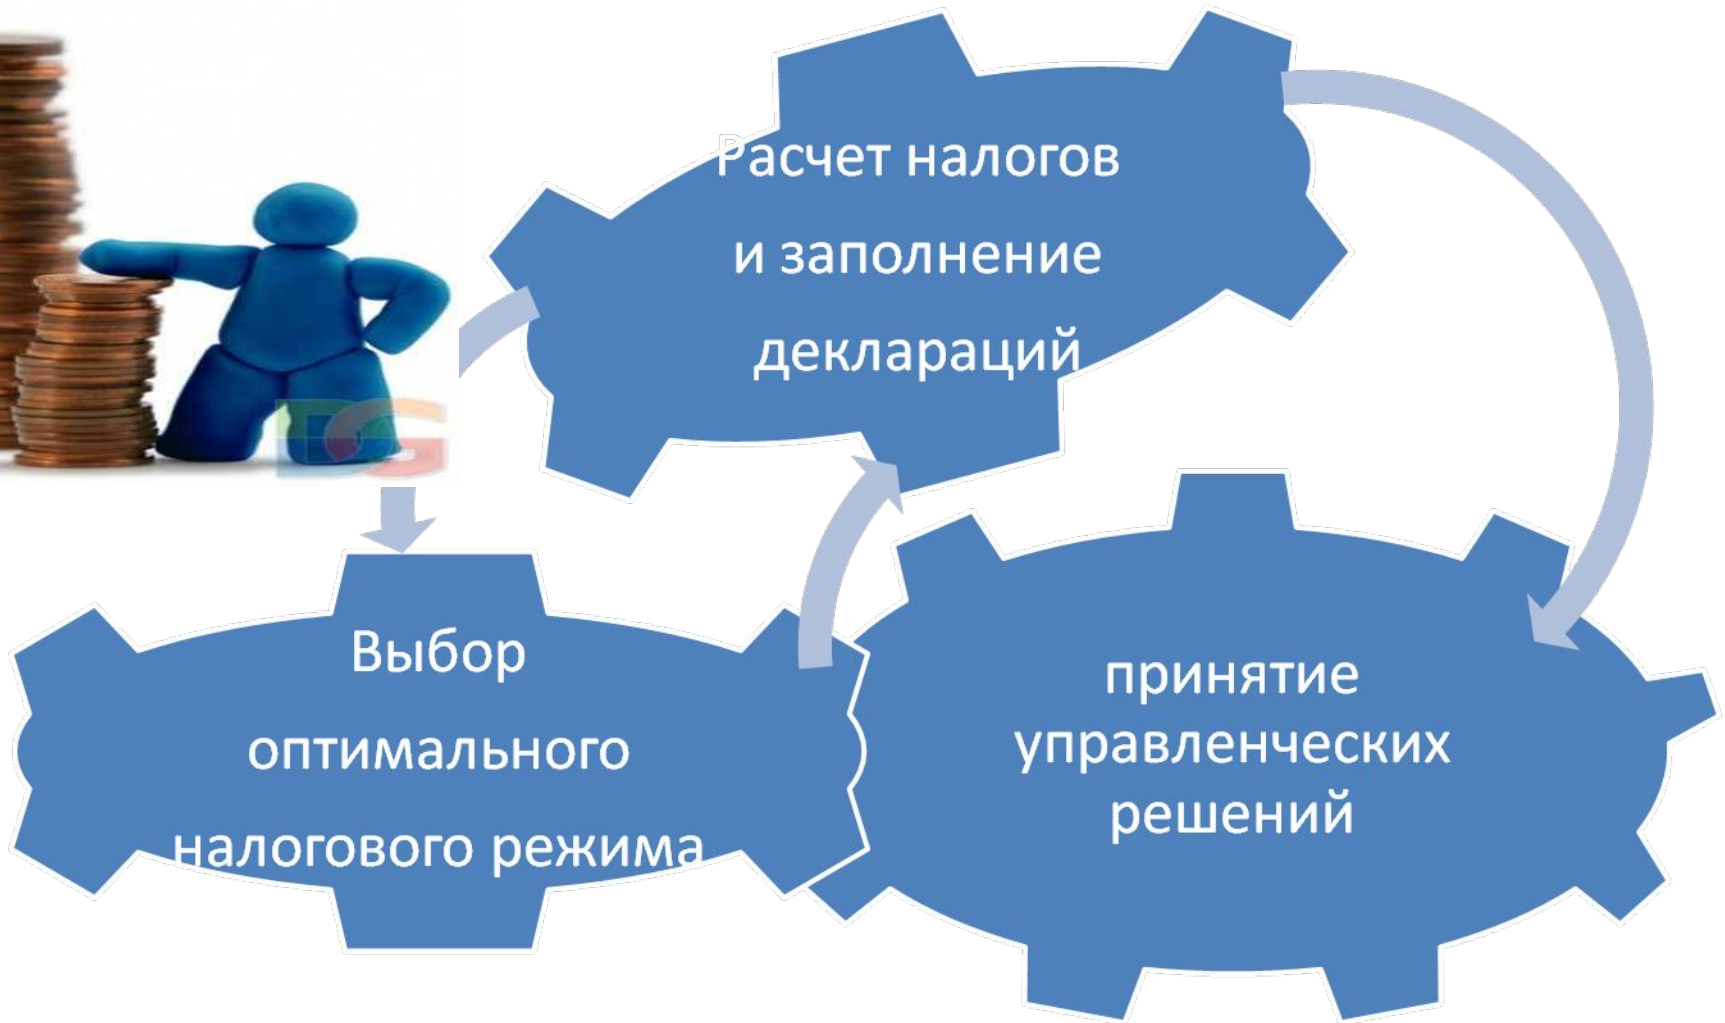 Расчет налогов
и заполнение
деклараций
Выбор
оптимального
налогового режима
принятие
управленческих
решений